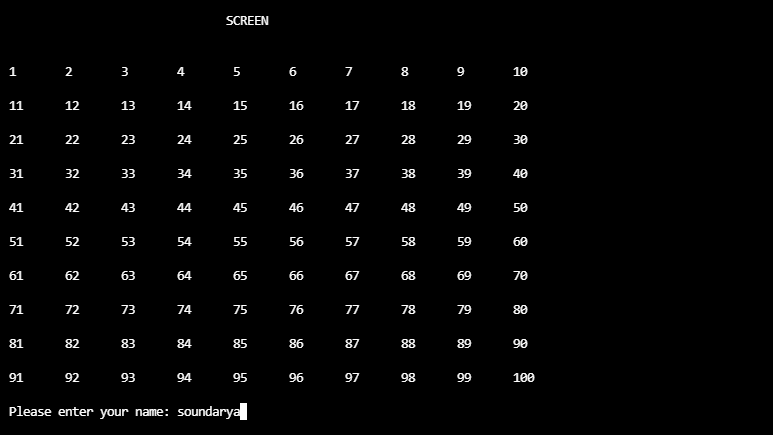 SCREEN
1 2 3 4 5 6 7 8 9 10
11 12 13 14 15 16 17 18 19 20
21 22 23 24 25 26 27 28 29 30
31 32 33 34 35 36 37 38 39 40
41 42 43 44 45 46 47 48 49 50
51 52 53 54 55 56 57 58 59 60
61 62 63 64 65 66 67 68 69 70
71 72 73 74 75 76 77 78 79 80
81 82 83 84 85 86 87 88 89 90
91 92 93 94 95 96 97 98 99 100
Please enter your name: soundarya